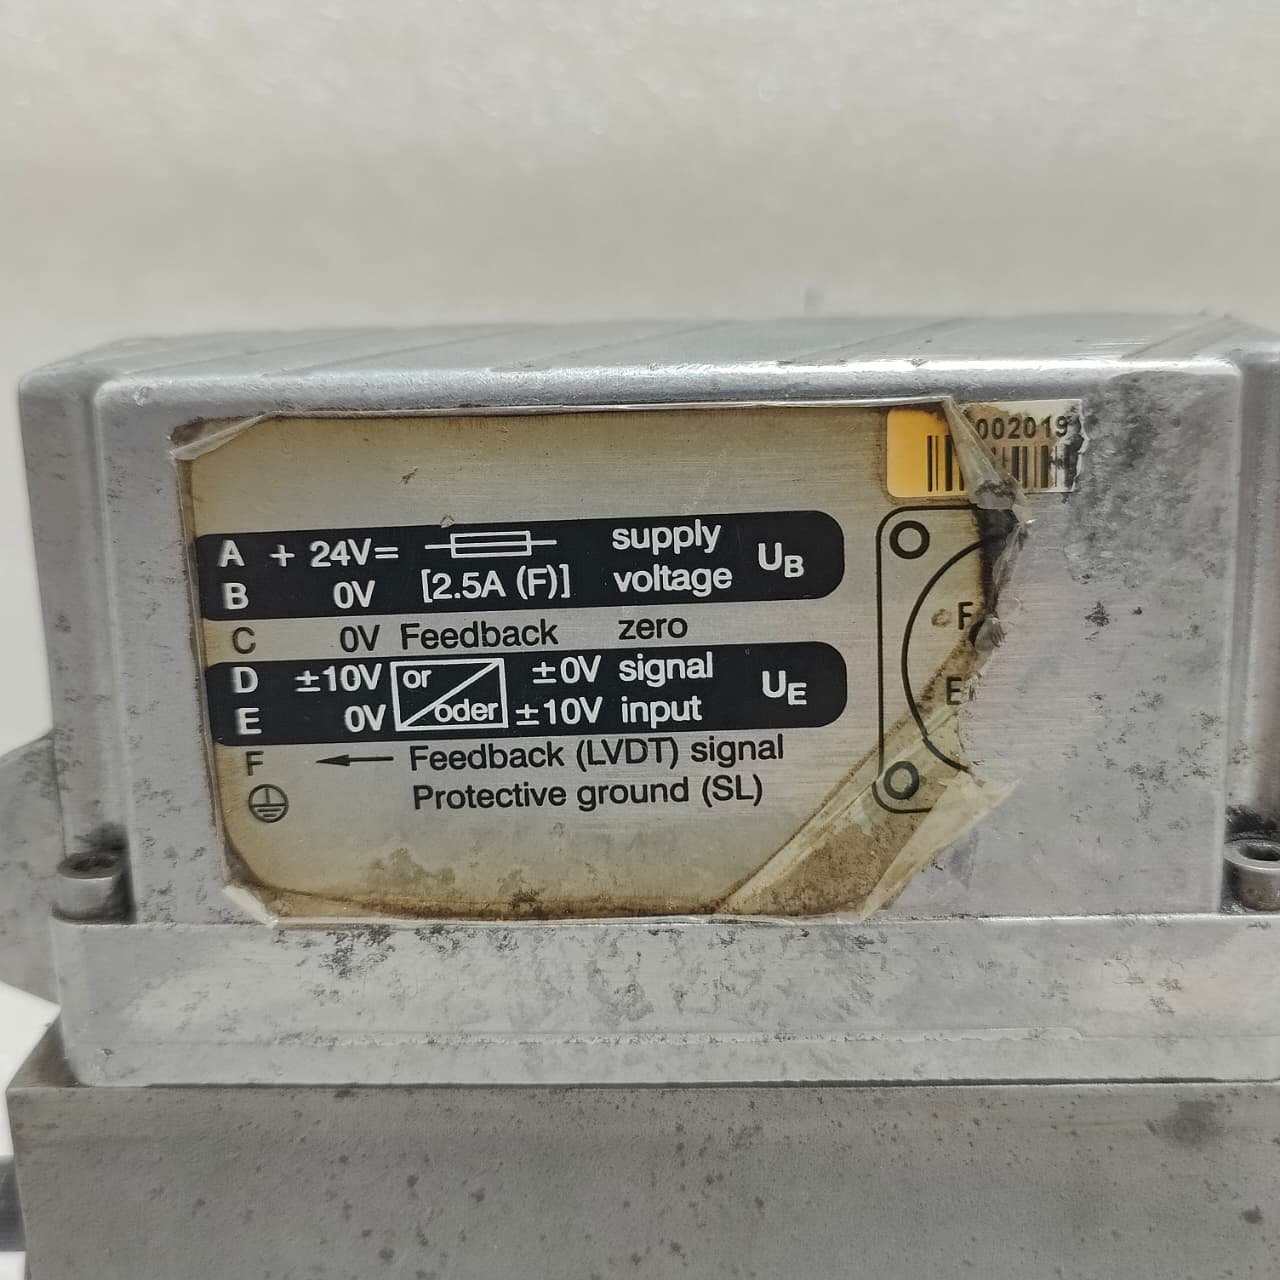 002019
A + 24V= supply
B 0V [2.5A (F)] voltage UB
C 0V Feedback zero
D ±10V or ±0V signal
E 0V oder ±10V input UE
F Feedback (LVDT) signal
Protective ground (SL)
F
E